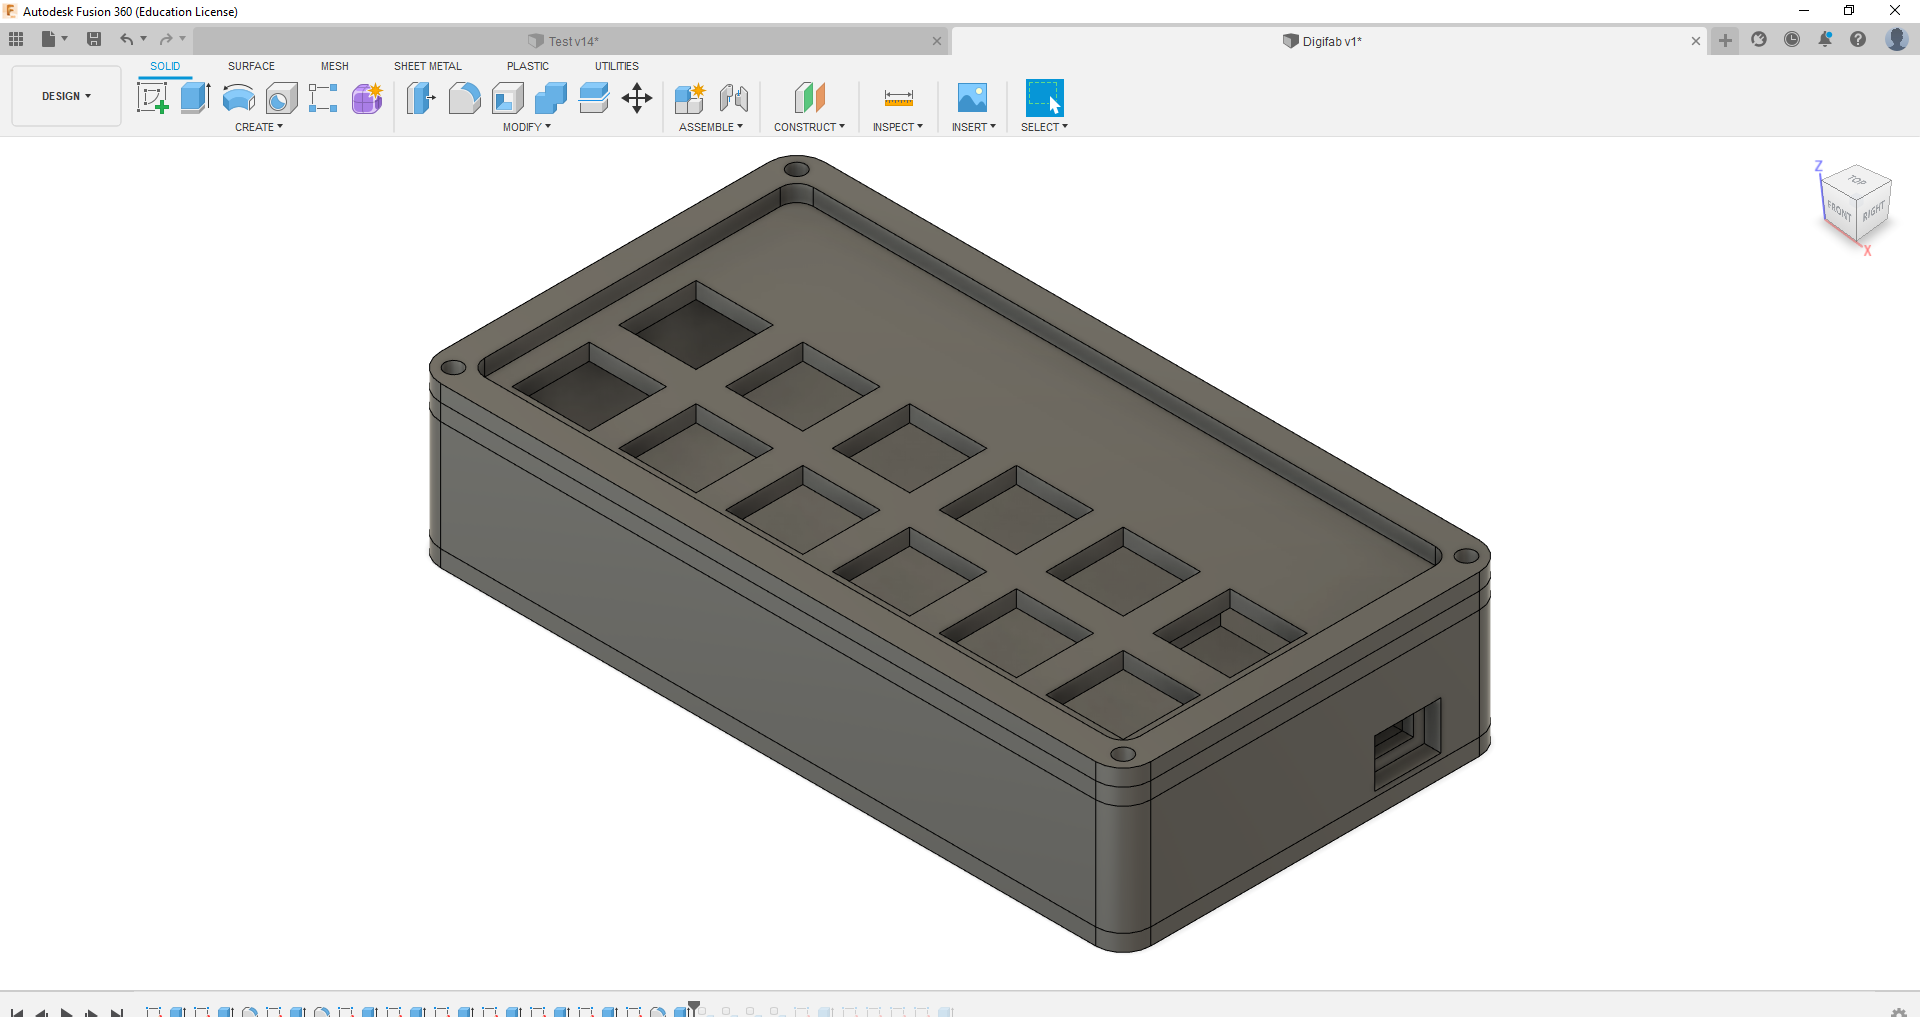 Autodesk Fusion 360 (Education License)
Test v14*
Digifab v1*
SOLID SURFACE MESH SHEET METAL PLASTIC UTILITIES
DESIGN
CREATE MODIFY ASSEMBLE CONSTRUCT INSPECT INSERT SELECT
Z
TOP
FRONT RIGHT
X